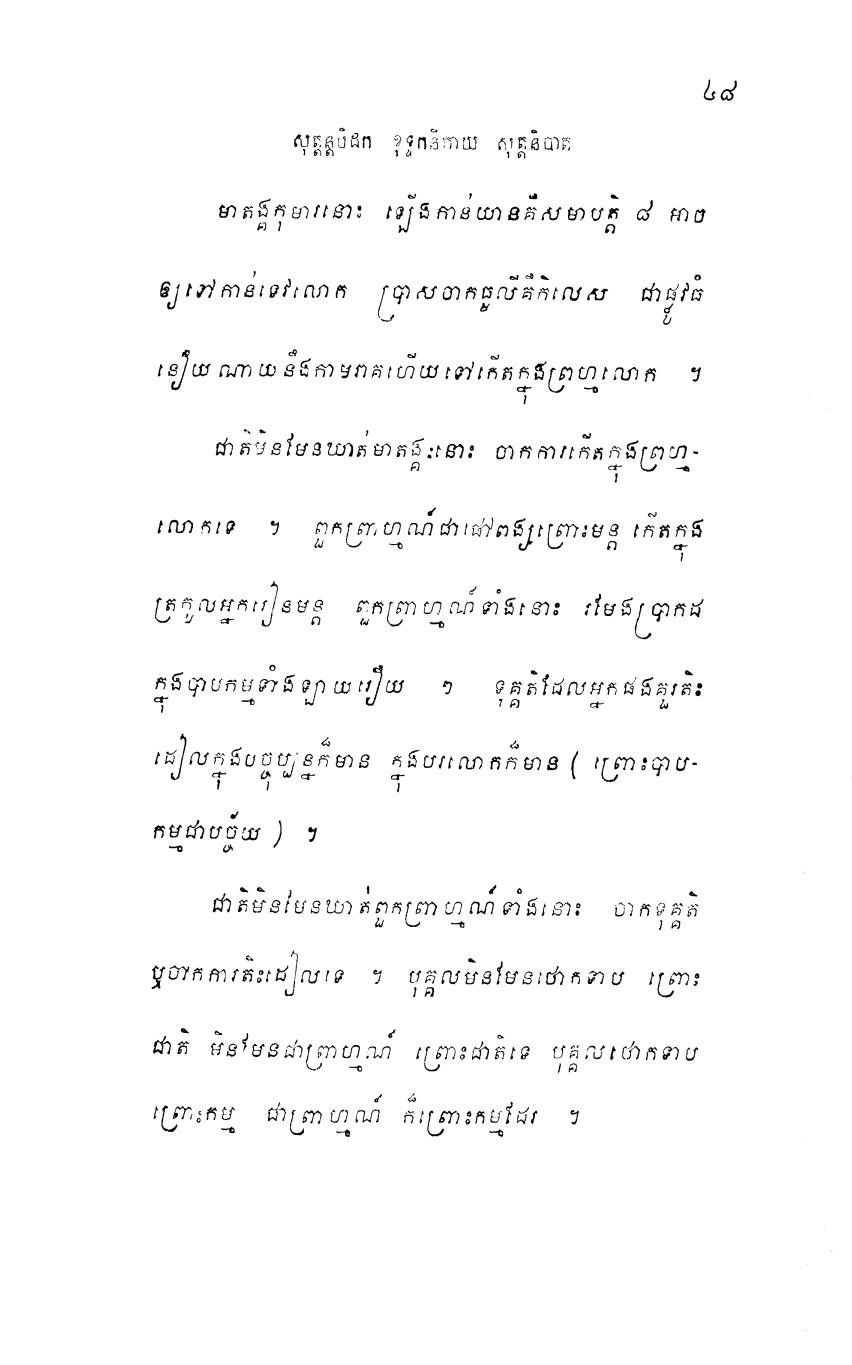 ៤៨
សុត្តន្តបិដក ខុទ្ទកនិកាយ សុត្តនិបាត
មាតង្គកុមារនោះ ឡើងកាន់យានគឺសមាបត្តិ ៨ អាច
ឲ្យទៅកាន់ទេវលោក ប្រាសចាកធូលីគឺកិលេស ជាផ្លូវធំ
នឿយណាយនឹងកាមរាគហើយទៅកើតក្នុងព្រហ្មលោក ។
ជាតិមិនមែនឃាត់មាតង្គៈនោះ ចាកការកើតក្នុងព្រហ្ម-
លោកទេ ។ ពួកព្រាហ្មណ៍ជាផៅពង្សព្រោះមន្ត កើតក្នុង
ត្រកូលអ្នករៀនមន្ត ពួកព្រាហ្មណ៍ទាំងនោះ រមែងប្រាកដ
ក្នុងបាបកម្មទាំងឡាយរឿយ ៗ ទុគ្គតិដែលអ្នកផងគួរតិះ
ដៀលក្នុងបច្ចុប្បន្នក៏មាន ក្នុងបរលោកក៏មាន ( ព្រោះបាប-
កម្មជាបច្ច័យ ) ។
ជាតិមិនមែនឃាត់ពួកព្រាហ្មណ៍ទាំងនោះ ចាកទុគ្គតិ
ឬចាកការតិះដៀលទេ ។ បុគ្គលមិនមែនថោកទាប ព្រោះ
ជាតិ មិនមែនជាព្រាហ្មណ៍ ព្រោះជាតិទេ បុគ្គលថោកទាប
ព្រោះកម្ម ជាព្រាហ្មណ៍ ក៏ព្រោះកម្មដែរ ។